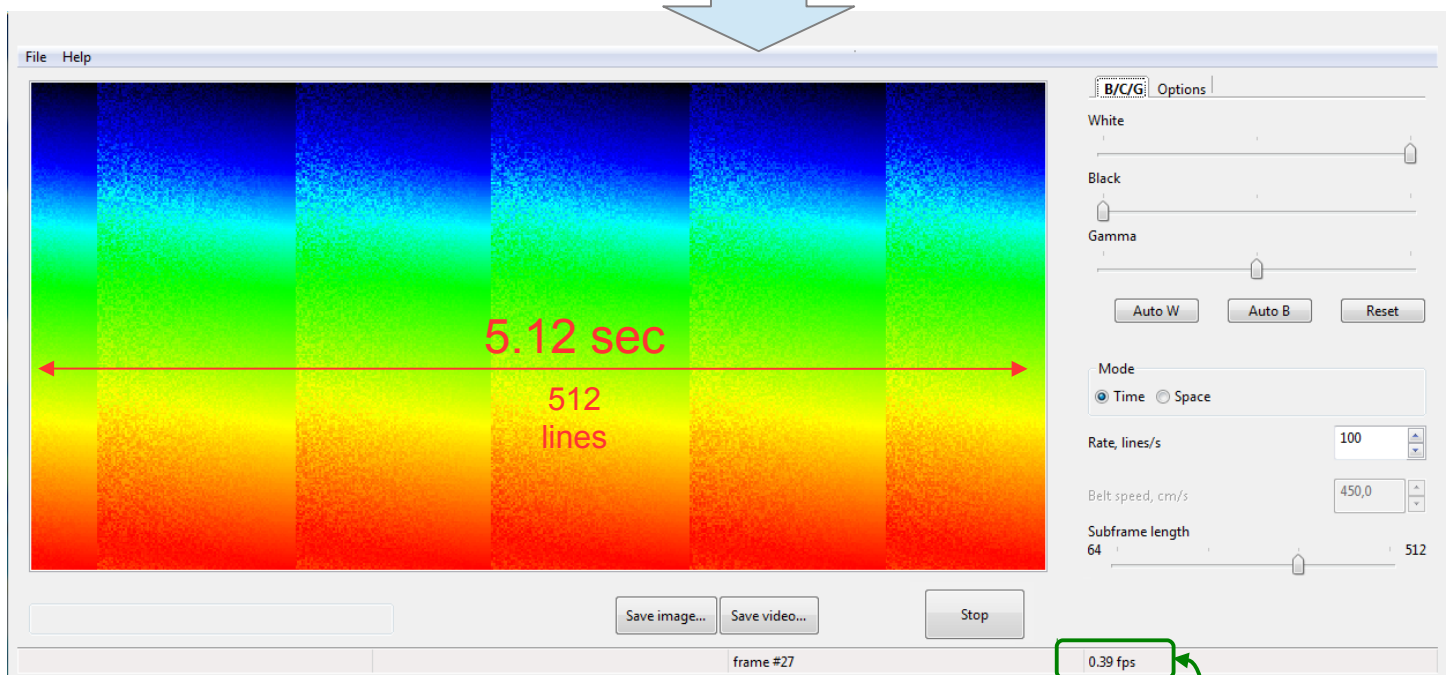 File Help
B/C/G Options
White
Black
Gamma
Auto W Auto B Reset
5.12 sec
512
lines
Mode
Time Space
Rate, lines/s 100
Belt speed, cm/s 450,0
Subframe length
64 512
Save image... Save video... Stop
frame #27 0.39 fps